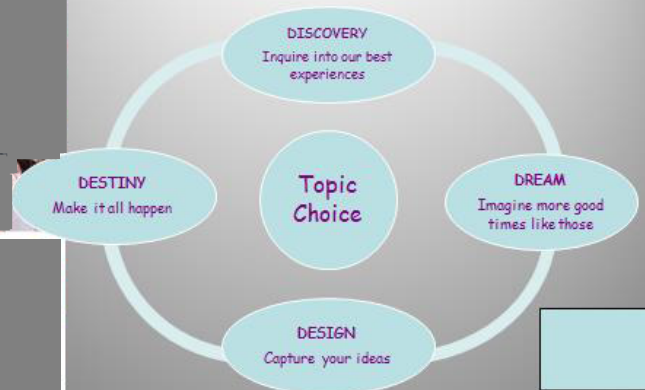 DISCOVERY
Inquire into our best
experiences
DESTINY
Make it all happen
Topic
Choice
DREAM
Imagine more good
times like those
DESIGN
Capture your ideas